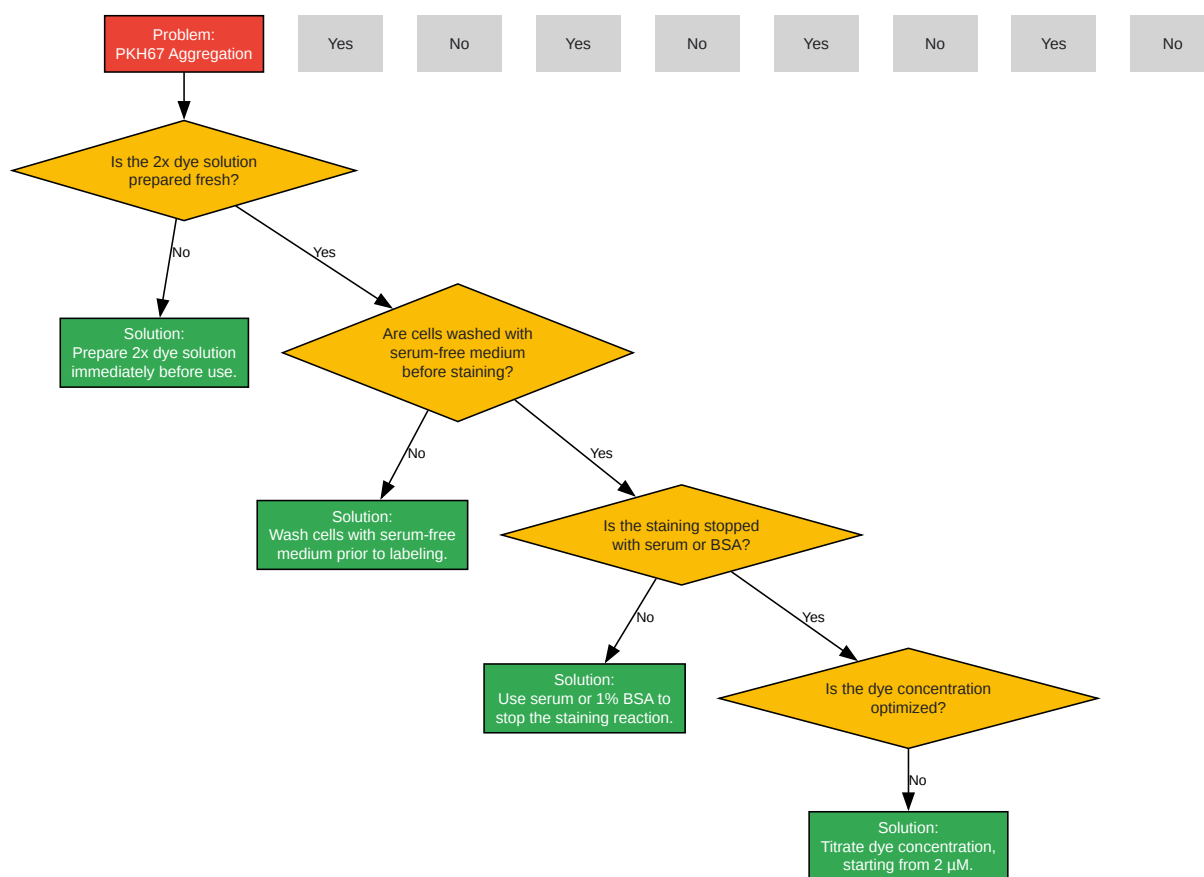 Problem:
PKH67 Aggregation
Yes
No
Yes
No
Yes
No
Yes
No
Is the 2x dye solution
prepared fresh?
No
Yes
Solution:
Prepare 2x dye solution
immediately before use.
Are cells washed with
serum-free medium
before staining?
No
Yes
Solution:
Wash cells with serum-free
medium prior to labeling.
Is the staining stopped
with serum or BSA?
No
Yes
Solution:
Use serum or 1% BSA to
stop the staining reaction.
Is the dye concentration
optimized?
No
Solution:
Titrate dye concentration,
starting from 2 µM.